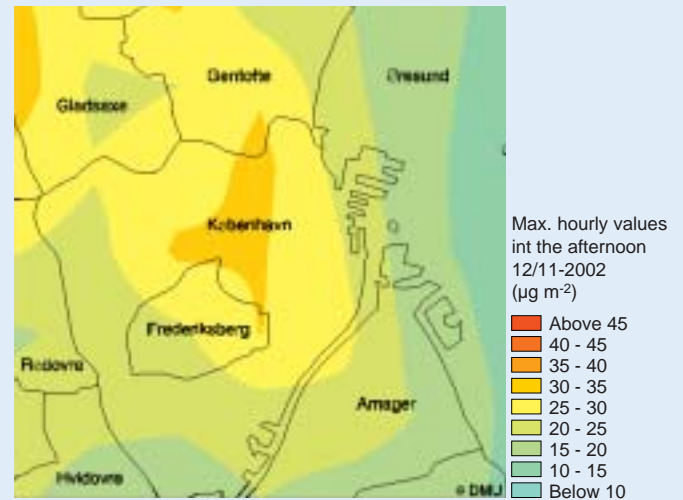 Gentofte
Øresund
Gladsaxe
København
Frederiksberg
Rødovre
Amager
Hvidovre
© DMU
Max. hourly values
int the afternoon
12/11-2002
(µg m-2)
Above 45
40 - 45
35 - 40
30 - 35
25 - 30
20 - 25
15 - 20
10 - 15
Below 10